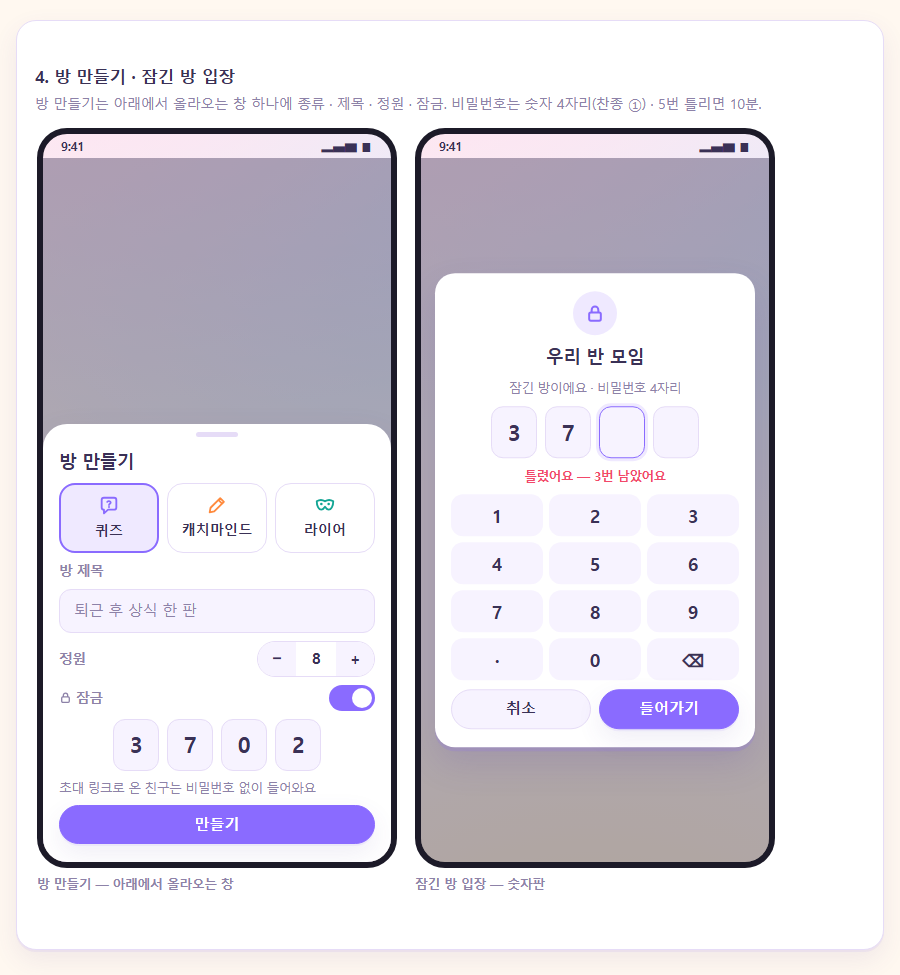 4. 방 만들기 · 잠긴 방 입장
방 만들기는 아래에서 올라오는 창 하나에 종류 · 제목 · 정원 · 잠금. 비밀번호는 숫자 4자리(찬종 ①) · 5번 틀리면 10분.
9:41
방 만들기
퀴즈 캐치마인드 라이어
방 제목
퇴근 후 상식 한 판
정원 − 8 +
잠금
3 7 0 2
초대 링크로 온 친구는 비밀번호 없이 들어와요
만들기
방 만들기 — 아래에서 올라오는 창
9:41
우리 반 모임
잠긴 방이에요 · 비밀번호 4자리
3 7
틀렸어요 — 3번 남았어요
1 2 3
4 5 6
7 8 9
· 0 ⌫
취소 들어가기
잠긴 방 입장 — 숫자판